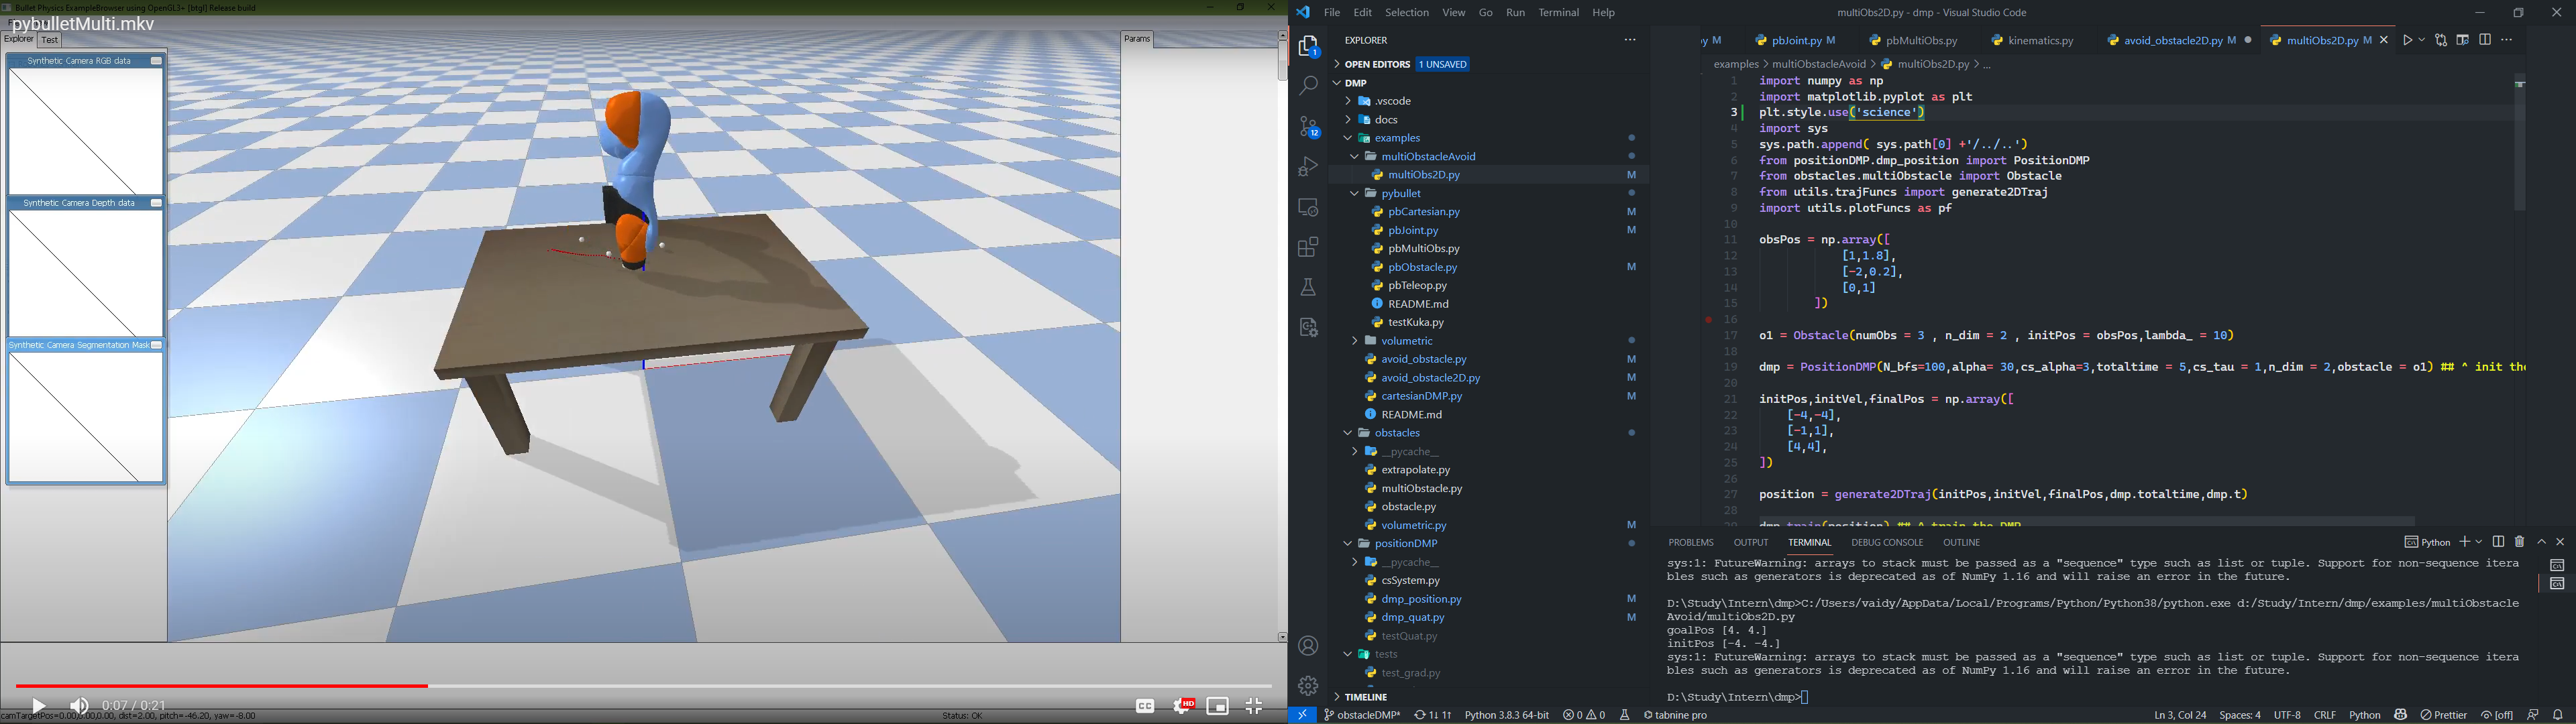 Bullet Physics ExampleBrowser using OpenGL3+ [btgl] Release build
pybulletMulti.mkv
Explorer
Test
Params
Synthetic Camera RGB data
Synthetic Camera Depth data
Synthetic Camera Segmentation Mask
0:07 / 0:21
CC
HD
camTargetPos=0.00,0.00,0.00, dist=2.00, pitch=-46.20, yaw=-8.00
Status: OK
File Edit Selection View Go Run Terminal Help
multiObs2D.py - dmp - Visual Studio Code
EXPLORER
OPEN EDITORS 1 UNSAVED
DMP
.vscode
docs
examples
multiObstacleAvoid
multiObs2D.py M
pybullet
pbCartesian.py M
pbJoint.py M
pbMultiObs.py
pbObstacle.py M
pbTeleop.py
README.md
testKuka.py
volumetric
avoid_obstacle.py M
avoid_obstacle2D.py M
cartesianDMP.py M
README.md
obstacles
__pycache__
extrapolate.py
multiObstacle.py
obstacle.py
volumetric.py M
positionDMP
__pycache__
csSystem.py
dmp_position.py M
dmp_quat.py M
testQuat.py
tests
test_grad.py
TIMELINE
1
12
y M pbJoint.py M pbMultiObs.py kinematics.py avoid_obstacle2D.py M multiObs2D.py M
examples > multiObstacleAvoid > multiObs2D.py > ...
1 import numpy as np
2 import matplotlib.pyplot as plt
3 plt.style.use('science')
4 import sys
5 sys.path.append( sys.path[0] +'/../..')
6 from positionDMP.dmp_position import PositionDMP
7 from obstacles.multiObstacle import Obstacle
8 from utils.trajFuncs import generate2DTraj
9 import utils.plotFuncs as pf
10
11 obsPos = np.array([
12 [1,1.8],
13 [-2,0.2],
14 [0,1]
15 ])
16
17 o1 = Obstacle(numObs = 3 , n_dim = 2 , initPos = obsPos,lambda_ = 10)
18
19 dmp = PositionDMP(N_bfs=100,alpha= 30,cs_alpha=3,totaltime = 5,cs_tau = 1,n_dim = 2,obstacle = o1) ## ^ init the
20
21 initPos,initVel,finalPos = np.array([
22 [-4,-4],
23 [-1,1],
24 [4,4],
25 ])
26
27 position = generate2DTraj(initPos,initVel,finalPos,dmp.totaltime,dmp.t)
28
29 dmp.train(position) ## ^ train the DMP
PROBLEMS OUTPUT TERMINAL DEBUG CONSOLE OUTLINE
Python
sys:1: FutureWarning: arrays to stack must be passed as a "sequence" type such as list or tuple. Support for non-sequence itera
bles such as generators is deprecated as of NumPy 1.16 and will raise an error in the future.
D:\Study\Intern\dmp>C:/Users/vaidy/AppData/Local/Programs/Python/Python38/python.exe d:/Study/Intern/dmp/examples/multiObstacle
Avoid/multiObs2D.py
goalPos [4. 4.]
initPos [-4. -4.]
sys:1: FutureWarning: arrays to stack must be passed as a "sequence" type such as list or tuple. Support for non-sequence itera
bles such as generators is deprecated as of NumPy 1.16 and will raise an error in the future.
D:\Study\Intern\dmp>
obstacleDMP* 1↓ 1↑ Python 3.8.3 64-bit 0 0 tabnine pro
Ln 3, Col 24 Spaces: 4 UTF-8 CRLF Python Prettier [off]